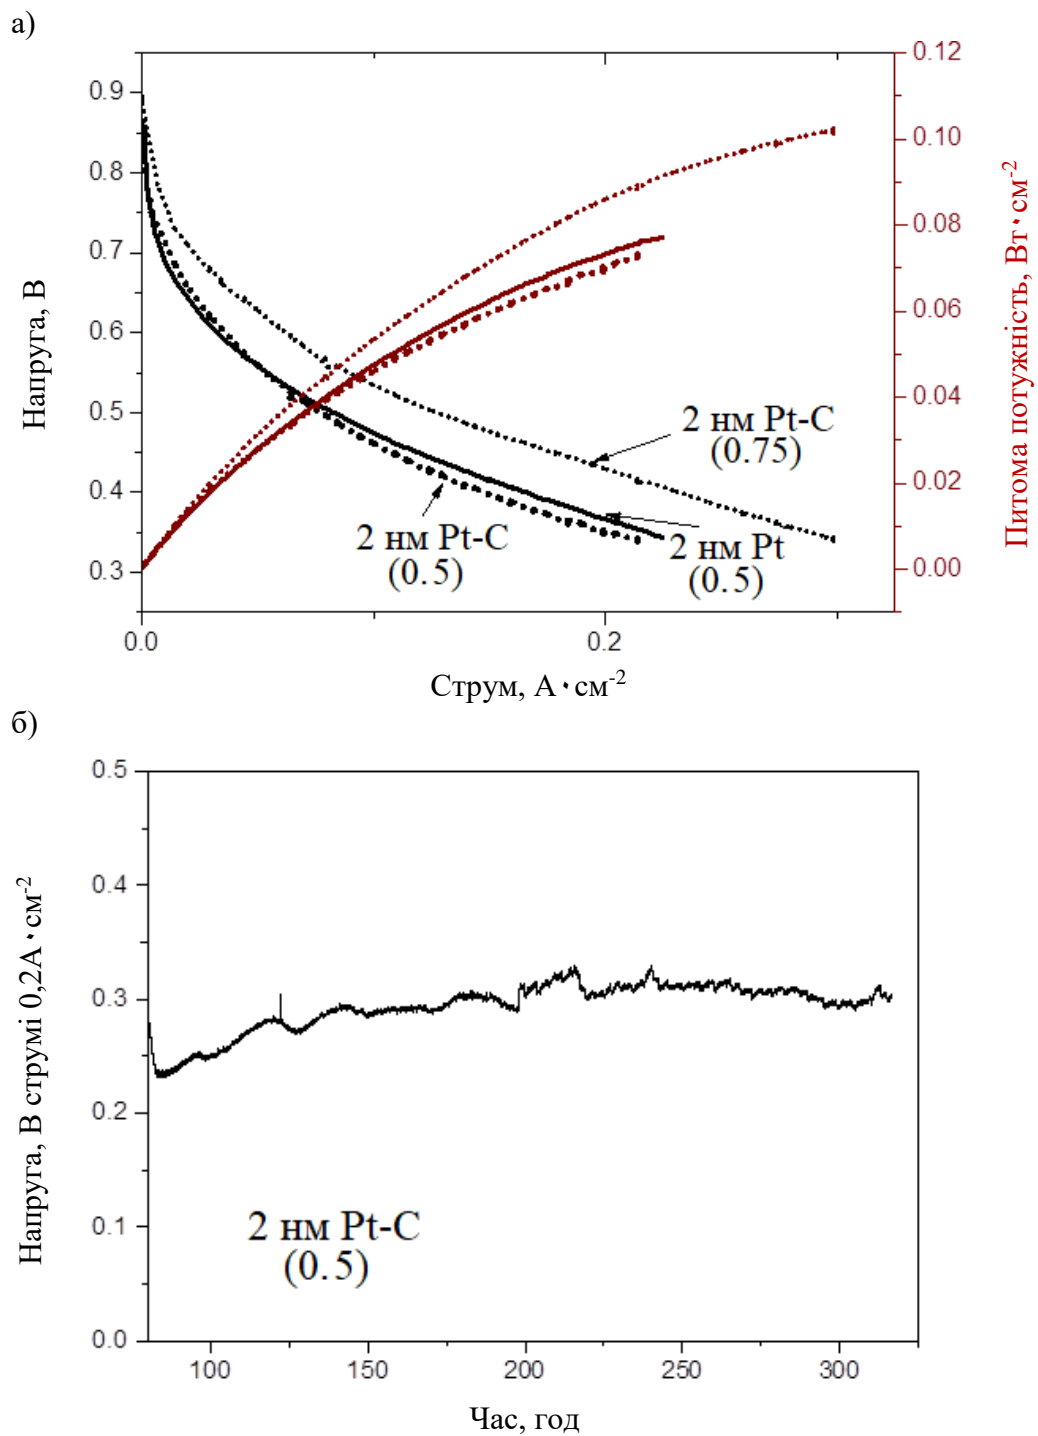 а)
0.9
0.8
0.7
0.6
0.5
0.4
0.3
Напруга, В
0.12
0.10
0.08
0.06
0.04
0.02
0.00
Питома потужність, Вт·см-2
2 нм Pt-C
(0.75)
2 нм Pt-C
(0.5)
2 нм Pt
(0.5)
0.0
0.2
Струм, А·см-2
б)
0.5
0.4
0.3
0.2
0.1
0.0
Напруга, В струмі 0,2А·см-2
2 нм Pt-C
(0.5)
100
150
200
250
300
Час, год